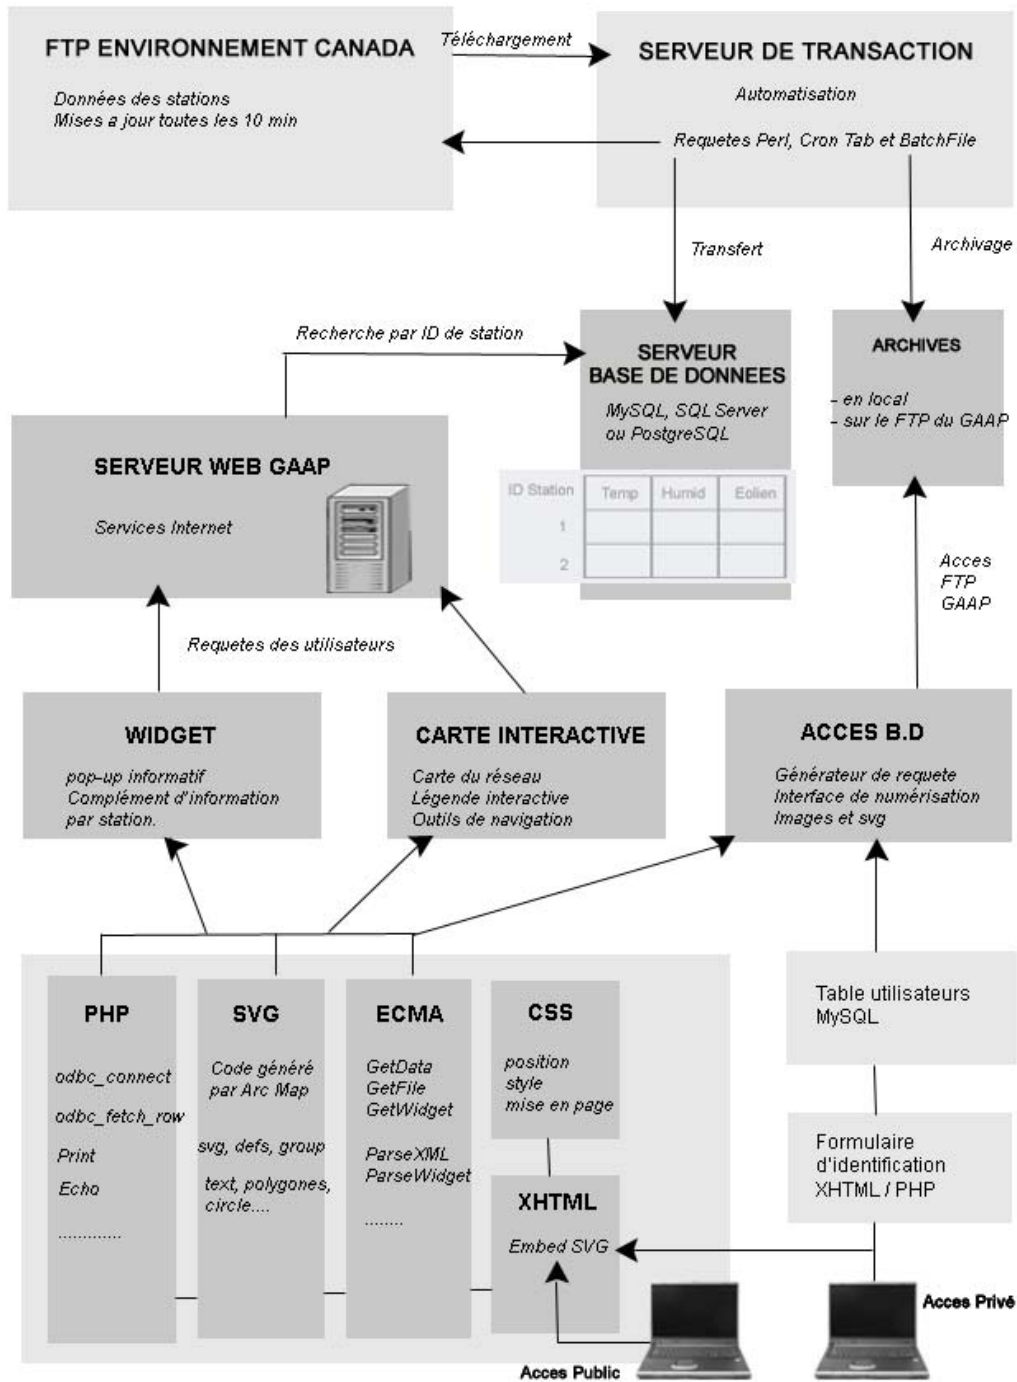 FTP ENVIRONNEMENT CANADA
Données des stations
Mises a jour toutes les 10 min
Téléchargement
SERVEUR DE TRANSACTION
Automatisation
Requetes Perl, Cron Tab et BatchFile
Transfert
Archivage
Recherche par ID de station
SERVEUR
BASE DE DONNEES
MySQL, SQL Server
ou PostgreSQL
ID Station
Temp
Humid
Eolien
1
2
ARCHIVES
- en local
- sur le FTP du GAAP
SERVEUR WEB GAAP
Services Internet
Acces
FTP
GAAP
Requetes des utilisateurs
WIDGET
pop-up informatif
Complément d'information
par station.
CARTE INTERACTIVE
Carte du réseau
Légende interactive
Outils de navigation
ACCES B.D
Générateur de requete
Interface de numérisation
Images et svg
PHP
odbc_connect
odbc_fetch_row
Print
Echo
.............
SVG
Code généré
par Arc Map
svg, defs, group
text, polygones,
circle....
ECMA
GetData
GetFile
GetWidget
ParseXML
ParseWidget
........
CSS
position
style
mise en page
XHTML
Embed SVG
Table utilisateurs
MySQL
Formulaire
d'identification
XHTML / PHP
Acces Privé
Acces Public